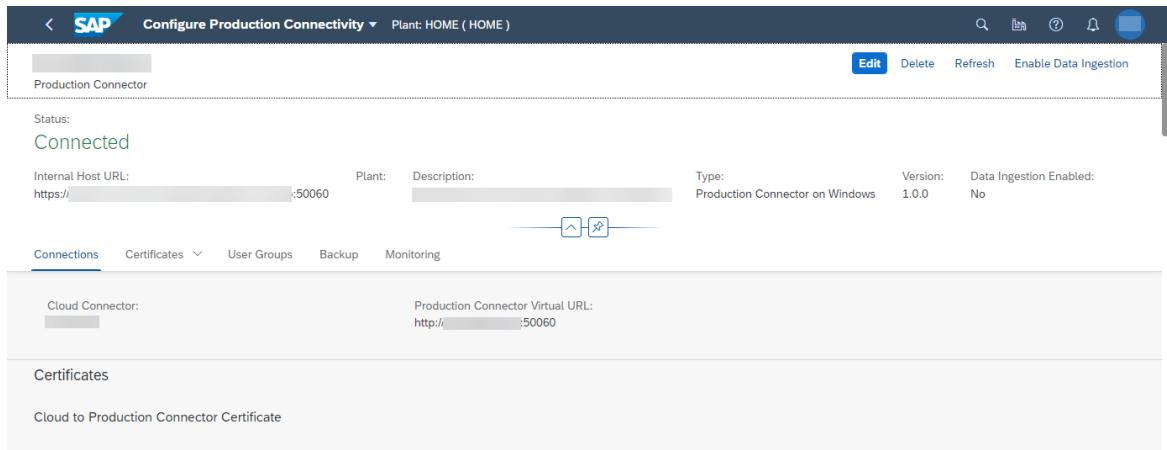 SAP Configure Production Connectivity Plant: HOME ( HOME )
Edit Delete Refresh Enable Data Ingestion
Production Connector
Status:
Connected
Internal Host URL: Plant: Description: Type: Version: Data Ingestion Enabled:
https:// :50060 Production Connector on Windows 1.0.0 No
Connections Certificates User Groups Backup Monitoring
Cloud Connector: Production Connector Virtual URL:
http:// :50060
Certificates
Cloud to Production Connector Certificate